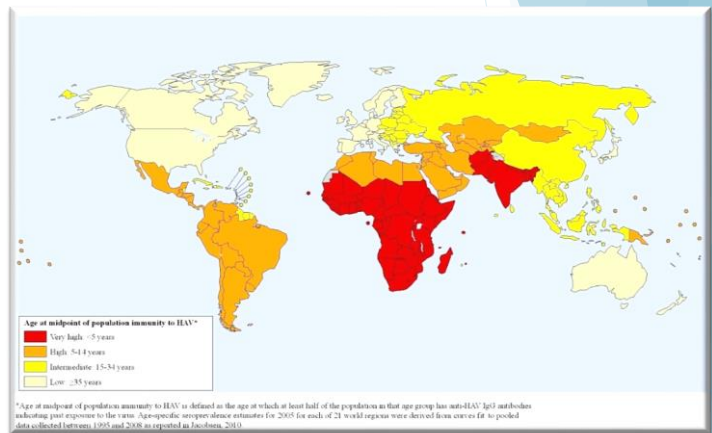 Age at midpoint of population immunity to HAV*
Very high: <5 years
High: 5-14 years
Intermediate: 15-34 years
Low: ≥35 years
*Age at midpoint of population immunity to HAV is defined as the age at which at least half of the population in that age group has anti-HAV IgG antibodies
indicating past exposure to the virus. Age-specific seroprevalence estimates for 2005 for each of 21 world regions were derived from curves fit to pooled
data collected between 1995 and 2008 as reported in Jacobsen, 2010.